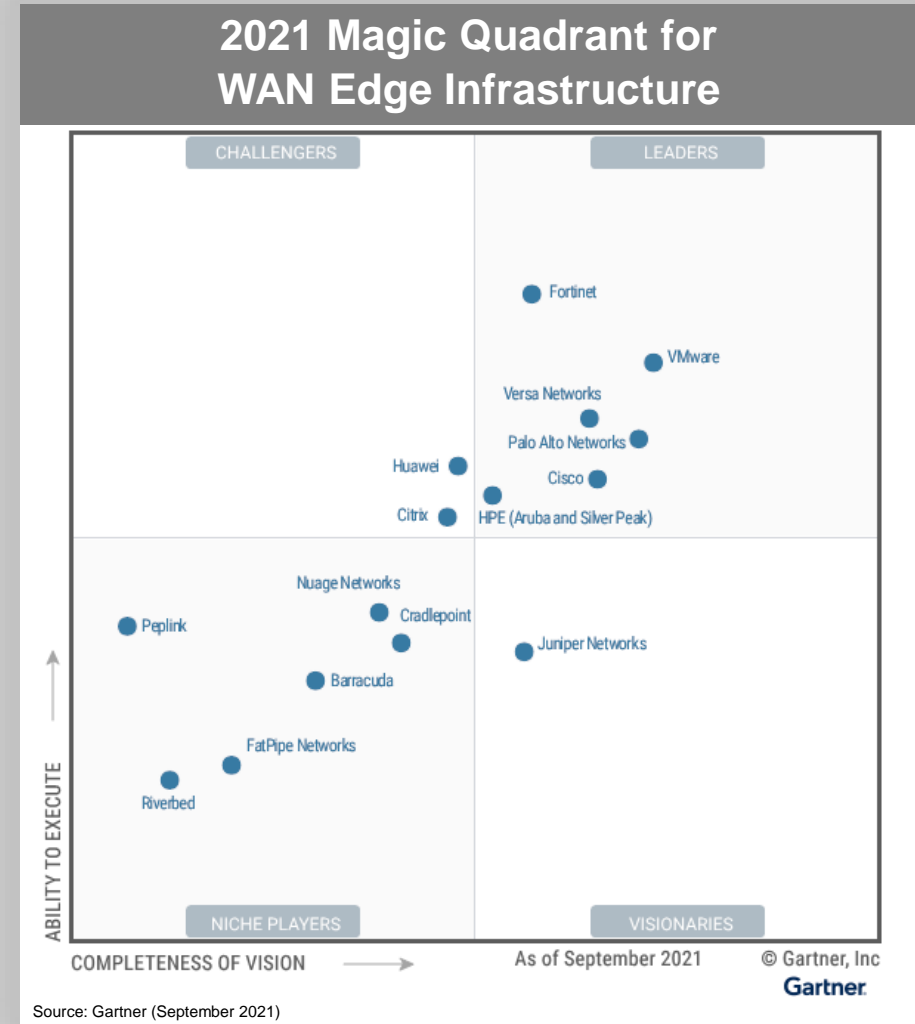 2021 Magic Quadrant for
WAN Edge Infrastructure
CHALLENGERS
LEADERS
Fortinet
VMware
Versa Networks
Palo Alto Networks
Huawei
Cisco
Citrix
HPE (Aruba and Silver Peak)
Nuage Networks
Cradlepoint
Peplink
Juniper Networks
Barracuda
FatPipe Networks
Riverbed
ABILITY TO EXECUTE
NICHE PLAYERS
VISIONARIES
COMPLETENESS OF VISION
As of September 2021
© Gartner, Inc
Gartner.
Source: Gartner (September 2021)